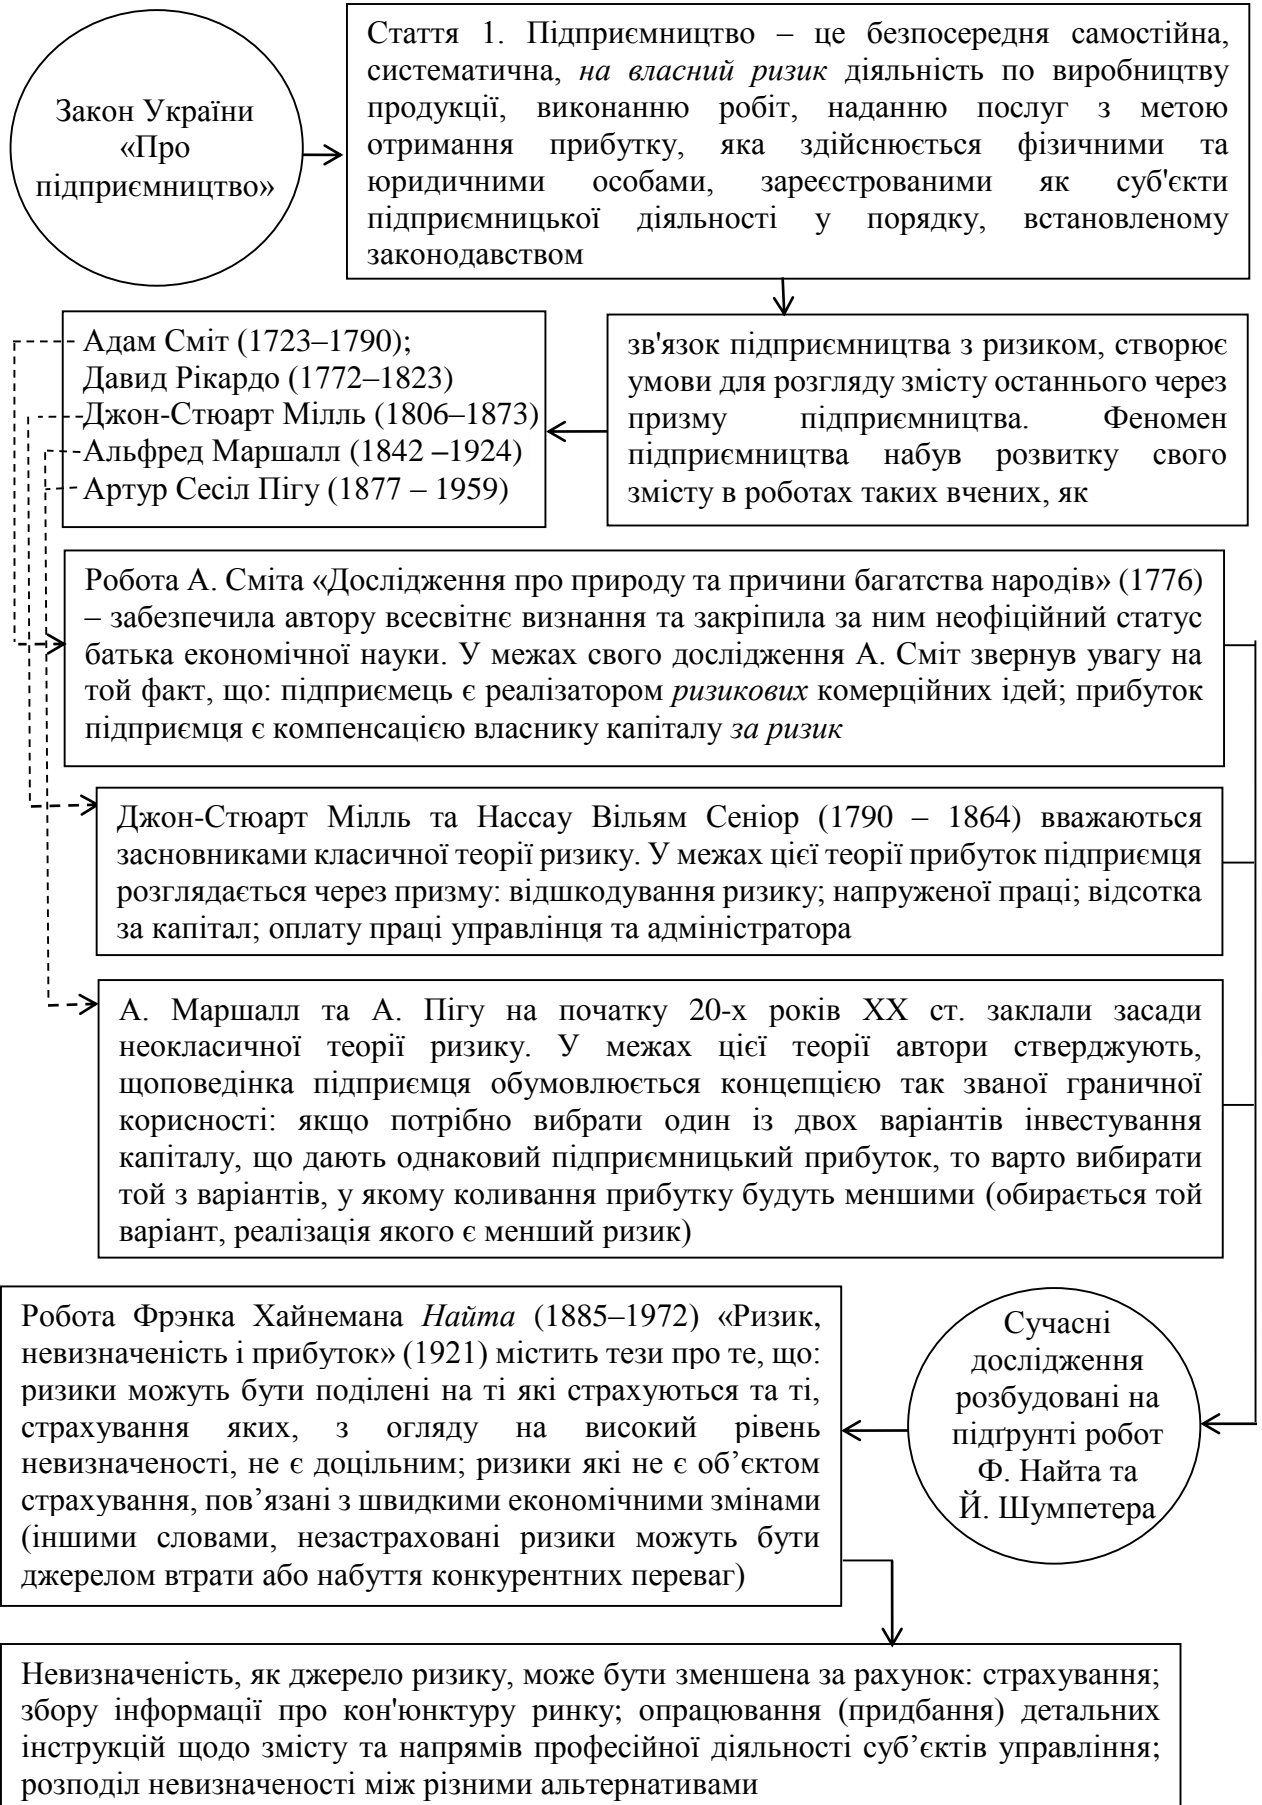 Закон України
«Про
підприємництво»
Стаття 1. Підприємництво – це безпосередня самостійна,
систематична, на власний ризик діяльність по виробництву
продукції, виконанню робіт, наданню послуг з метою
отримання прибутку, яка здійснюється фізичними та
юридичними особами, зареєстрованими як суб'єкти
підприємницької діяльності у порядку, встановленому
законодавством
зв'язок підприємництва з ризиком, створює
умови для розгляду змісту останнього через
призму підприємництва. Феномен
підприємництва набув розвитку свого
змісту в роботах таких вчених, як
Адам Сміт (1723–1790);
Давид Рікардо (1772–1823)
Джон-Стюарт Мілль (1806–1873)
Альфред Маршалл (1842 –1924)
Артур Сесіл Пігу (1877 – 1959)
Робота А. Сміта «Дослідження про природу та причини багатства народів» (1776)
– забезпечила автору всесвітнє визнання та закріпила за ним неофіційний статус
батька економічної науки. У межах свого дослідження А. Сміт звернув увагу на
той факт, що: підприємець є реалізатором ризикових комерційних ідей; прибуток
підприємця є компенсацією власнику капіталу за ризик
Джон-Стюарт Мілль та Нассау Вільям Сеніор (1790 – 1864) вважаються
засновниками класичної теорії ризику. У межах цієї теорії прибуток підприємця
розглядається через призму: відшкодування ризику; напруженої праці; відсотка
за капітал; оплату праці управлінця та адміністратора
А. Маршалл та А. Пігу на початку 20-х років XX ст. заклали засади
неокласичної теорії ризику. У межах цієї теорії автори стверджують,
щоповедінка підприємця обумовлюється концепцією так званої граничної
корисності: якщо потрібно вибрати один із двох варіантів інвестування
капіталу, що дають однаковий підприємницький прибуток, то варто вибирати
той з варіантів, у якому коливання прибутку будуть меншими (обирається той
варіант, реалізація якого є менший ризик)
Сучасні
дослідження
розбудовані на
підґрунті робот
Ф. Найта та
Й. Шумпетера
Робота Фрэнка Хайнемана Найта (1885–1972) «Ризик,
невизначеність і прибуток» (1921) містить тези про те, що:
ризики можуть бути поділені на ті які страхуються та ті,
страхування яких, з огляду на високий рівень
невизначеності, не є доцільним; ризики які не є об’єктом
страхування, пов’язані з швидкими економічними змінами
(іншими словами, незастраховані ризики можуть бути
джерелом втрати або набуття конкурентних переваг)
Невизначеність, як джерело ризику, може бути зменшена за рахунок: страхування;
збору інформації про кон'юнктуру ринку; опрацювання (придбання) детальних
інструкцій щодо змісту та напрямів професійної діяльності суб’єктів управління;
розподіл невизначеності між різними альтернативами